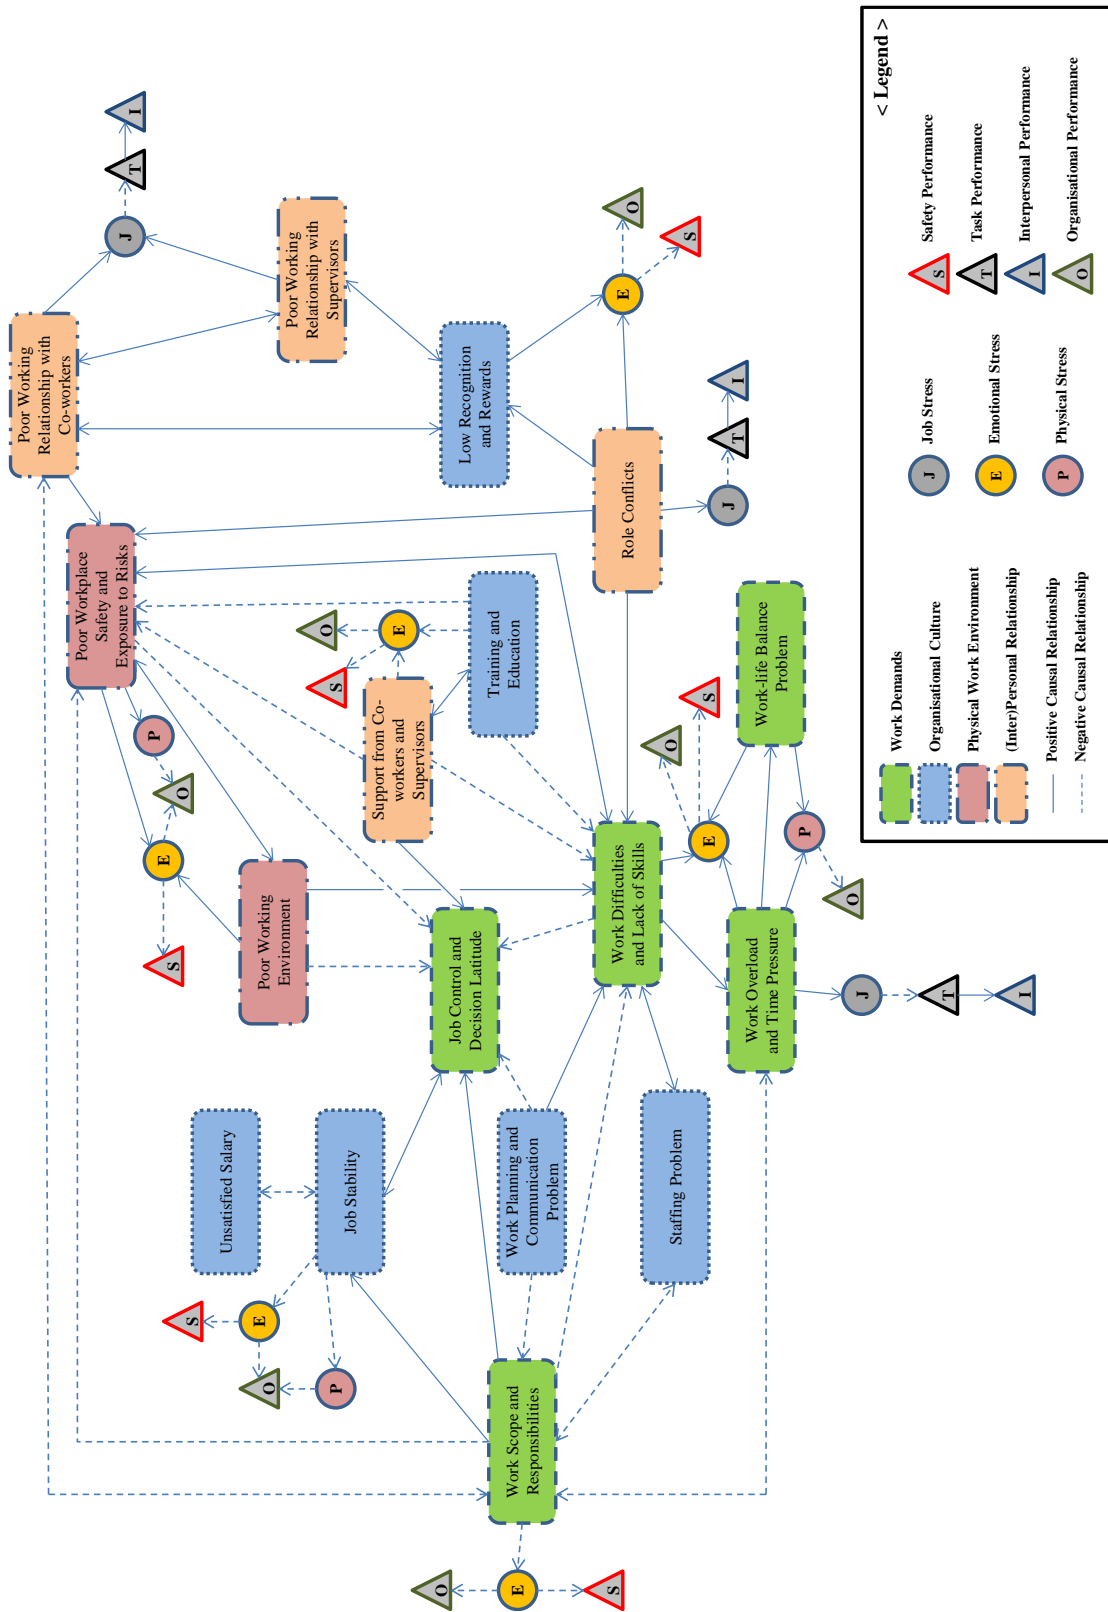 Poor Working
Relationship with
Co-workers
Poor Workplace
Safety and
Exposure to Risks
I
T
J
P
O
E
S
Poor Working
Environment
Unsatisfied Salary
Job Stability
S
E
O
P
Poor Working
Relationship with
Supervisors
O
S
E
Support from Co-
workers and
Supervisors
Training and
Education
Low Recognition
and Rewards
Job Control and
Decision Latitude
Work Planning and
Communication
Problem
Work Scope and
Responsibilities
O
E
S
Role Conflicts
O
E
S
Work Difficulties
and Lack of Skills
Staffing Problem
J
T
I
O
S
E
Work-life Balance
Problem
Work Overload
and Time Pressure
P
O
J
T
I
< Legend >
Work Demands
Organisational Culture
Physical Work Environment
(Inter)Personal Relationship
Positive Causal Relationship
Negative Causal Relationship
J
Job Stress
E
Emotional Stress
P
Physical Stress
S
Safety Performance
T
Task Performance
I
Interpersonal Performance
O
Organisational Performance